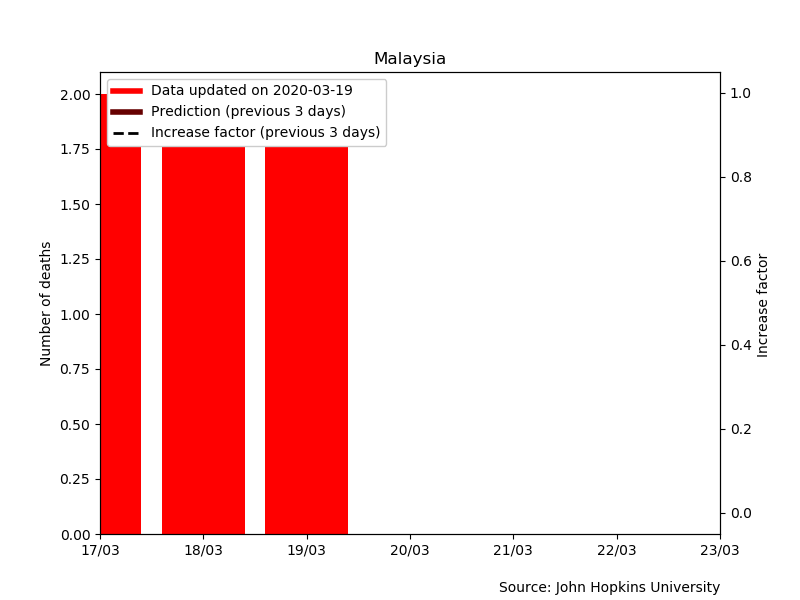 Malaysia
Data updated on 2020-03-19
Prediction (previous 3 days)
Increase factor (previous 3 days)
Number of deaths
2.00
1.75
1.50
1.25
1.00
0.75
0.50
0.25
0.00
1.0
0.8
0.6
0.4
0.2
0.0
Increase factor
17/03 18/03 19/03 20/03 21/03 22/03 23/03
Source: John Hopkins University